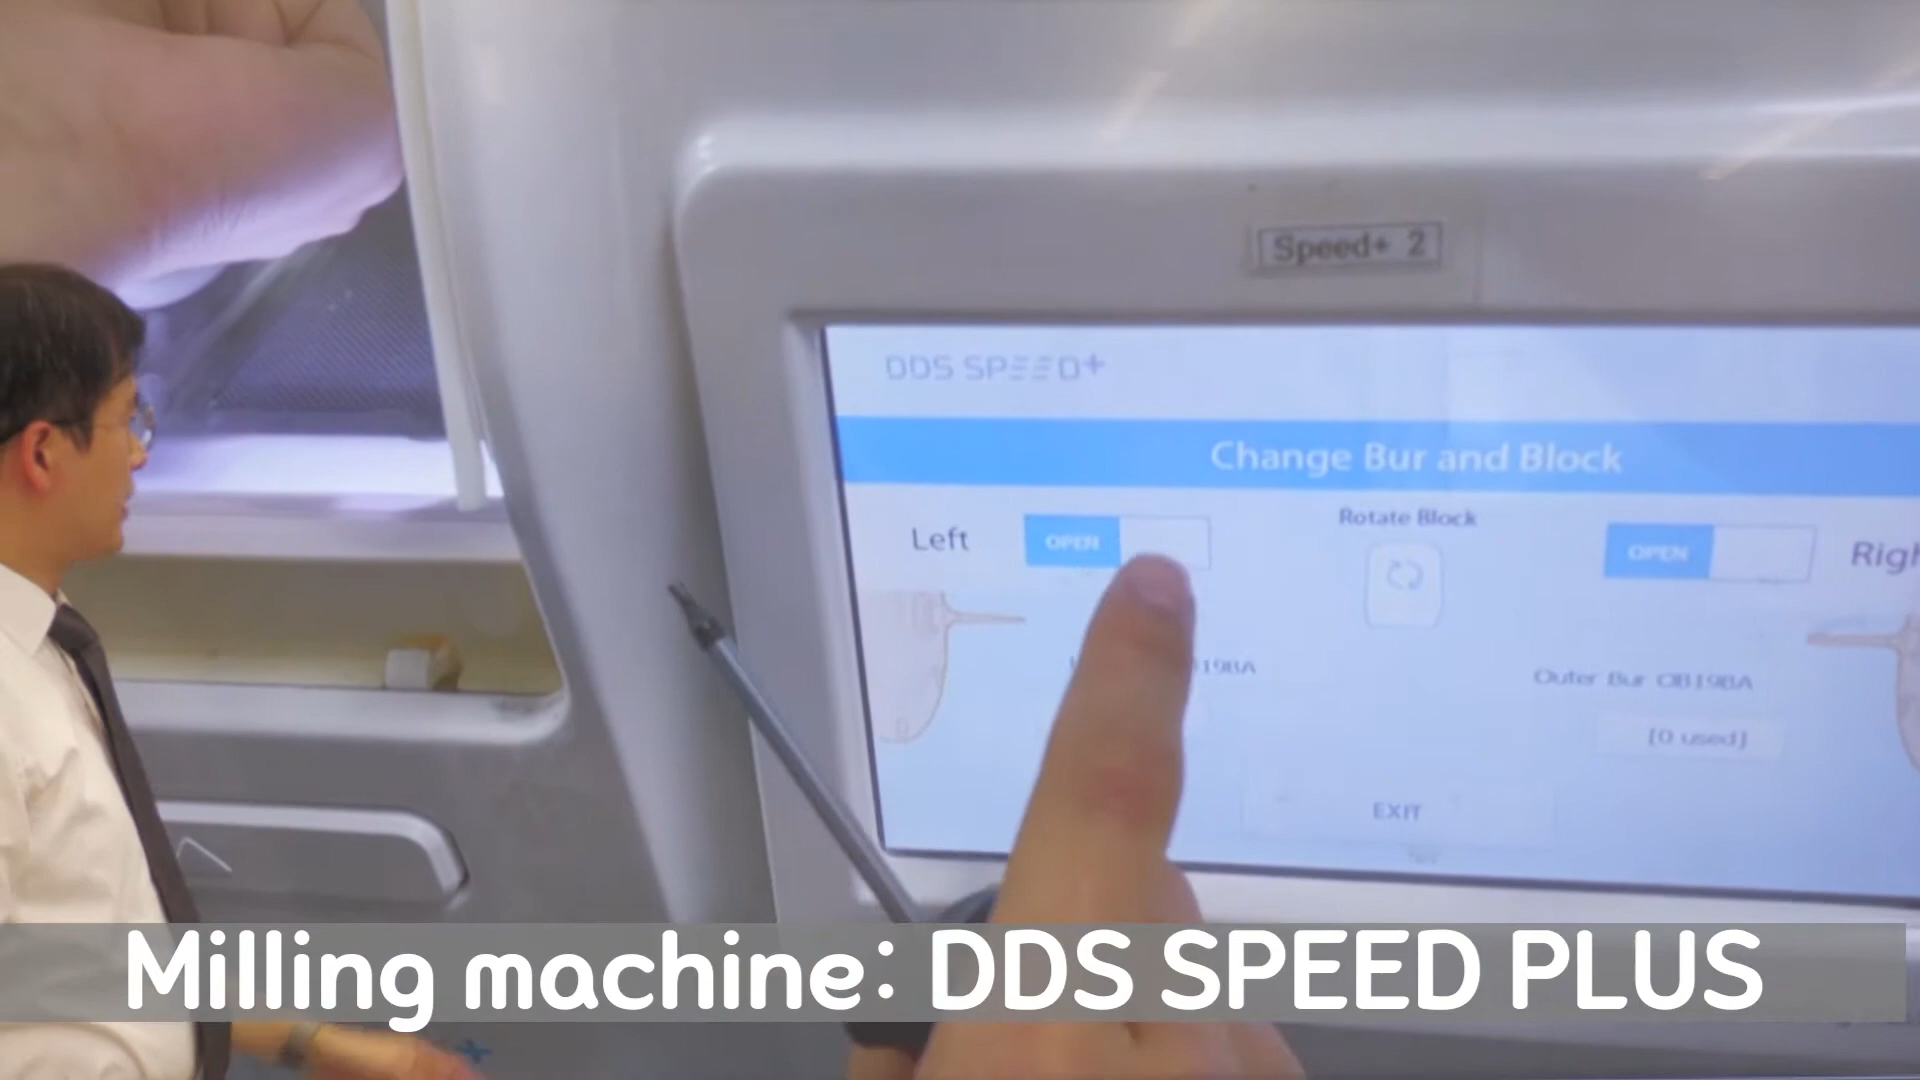 Speed+ 2
DDS SPEED+
Change Bur and Block
Left
OPEN
Rotate Block
OPEN
Outer Bur OB19BA
[0 used]
EXIT
Milling machine: DDS SPEED PLUS